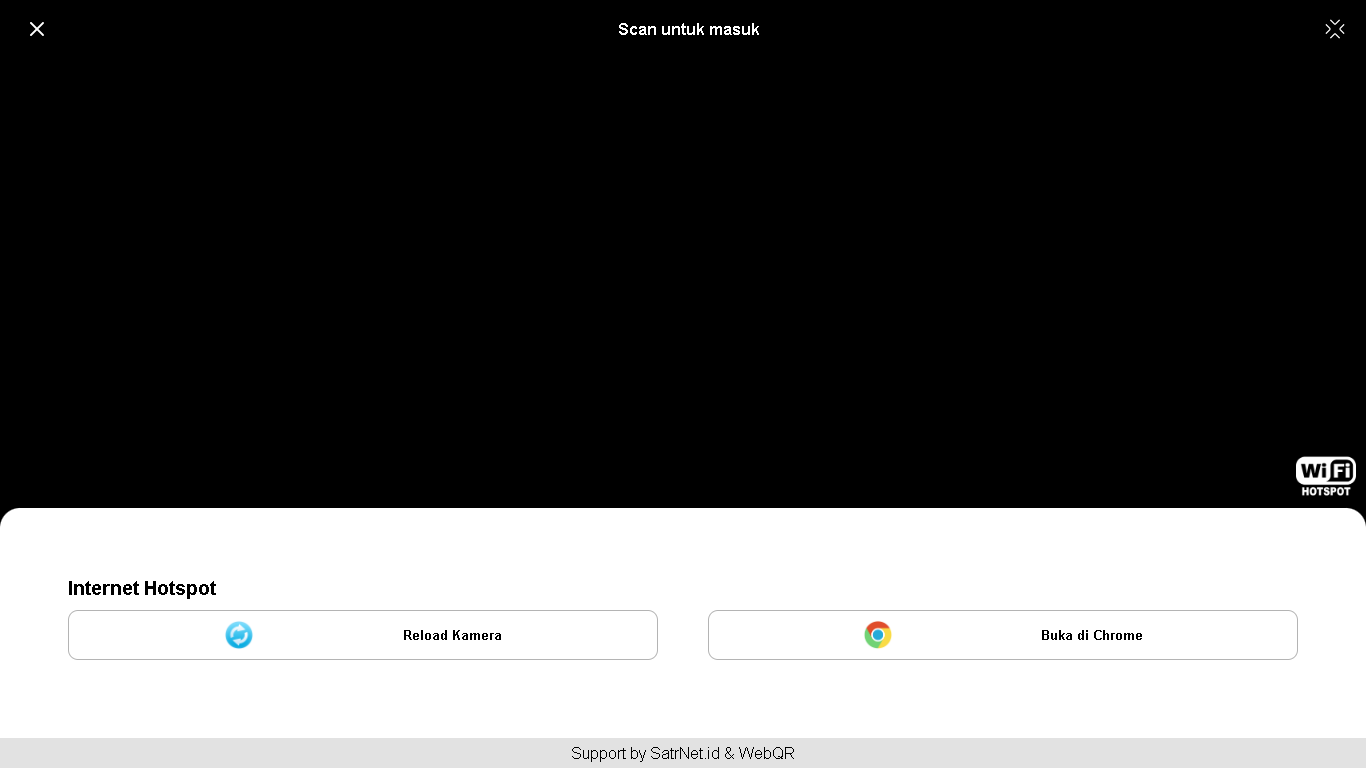 Scan untuk masuk
WiFi
HOTSPOT
Internet Hotspot
Reload Kamera
Buka di Chrome
Support by SatrNet.id & WebQR